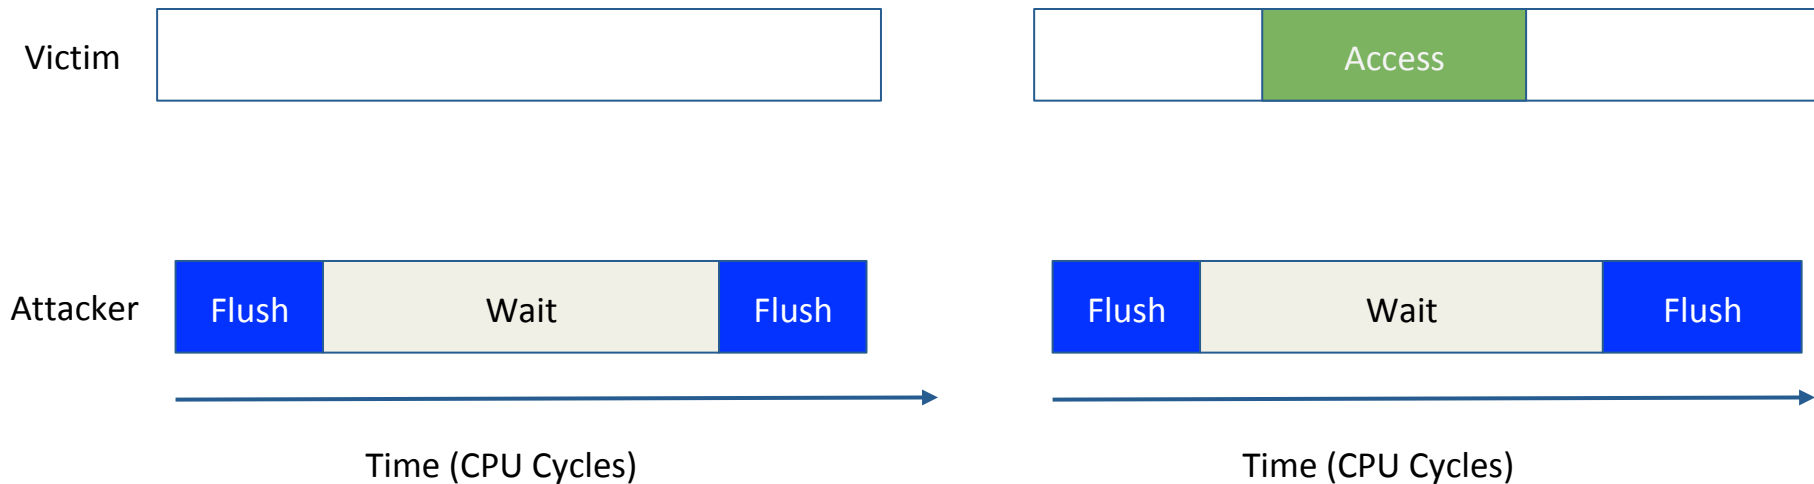 Victim
Access
Attacker
Flush
Wait
Flush
Flush
Wait
Flush
Time (CPU Cycles)
Time (CPU Cycles)